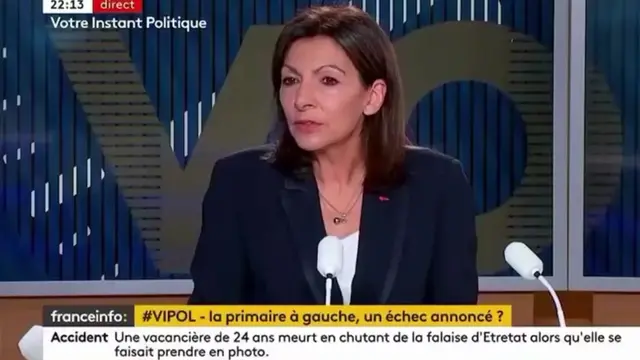 22:13 direct
Votre Instant Politique
franceinfo: #VIPOL - la primaire à gauche, un échec annoncé ?
Accident Une vacancière de 24 ans meurt en chutant de la falaise d'Etretat alors qu'elle se
faisait prendre en photo.